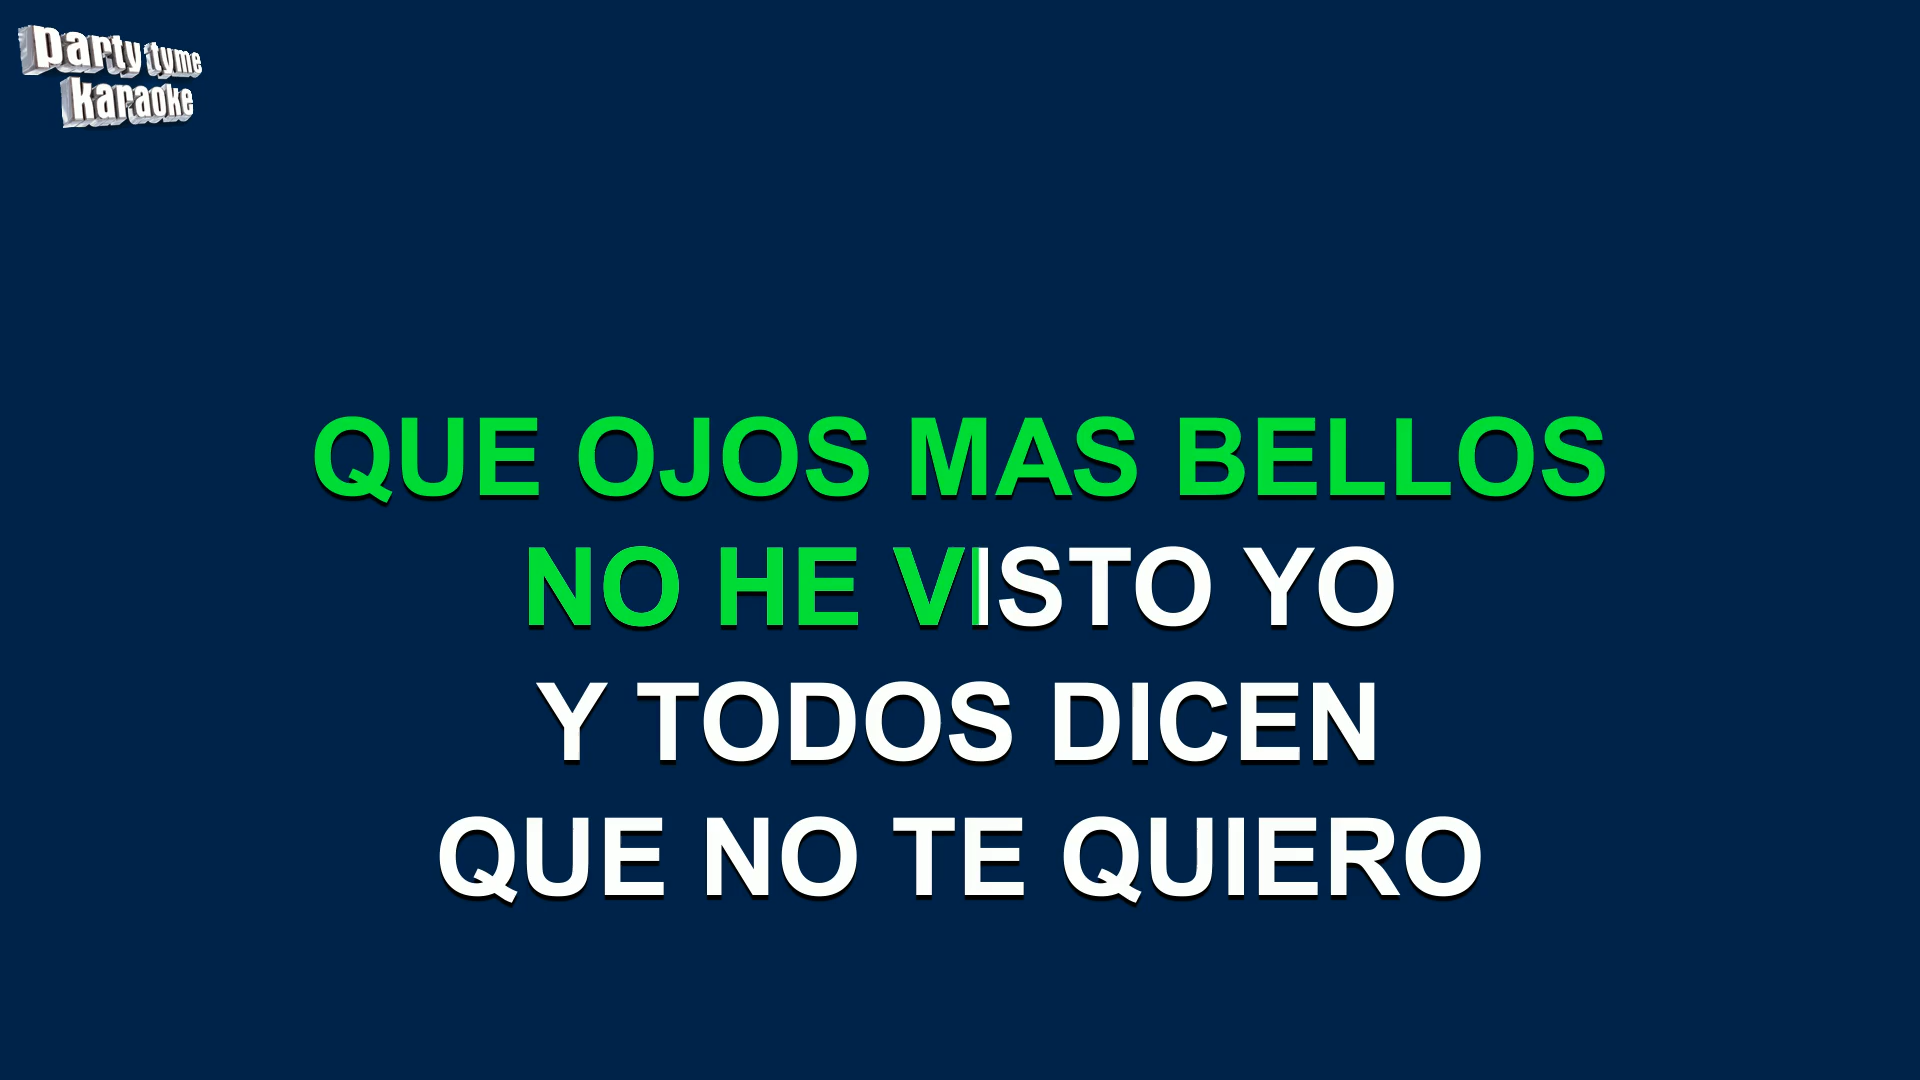 party tyme
karaoke
QUE OJOS MAS BELLOS
NO HE VISTO YO
Y TODOS DICEN
QUE NO TE QUIERO